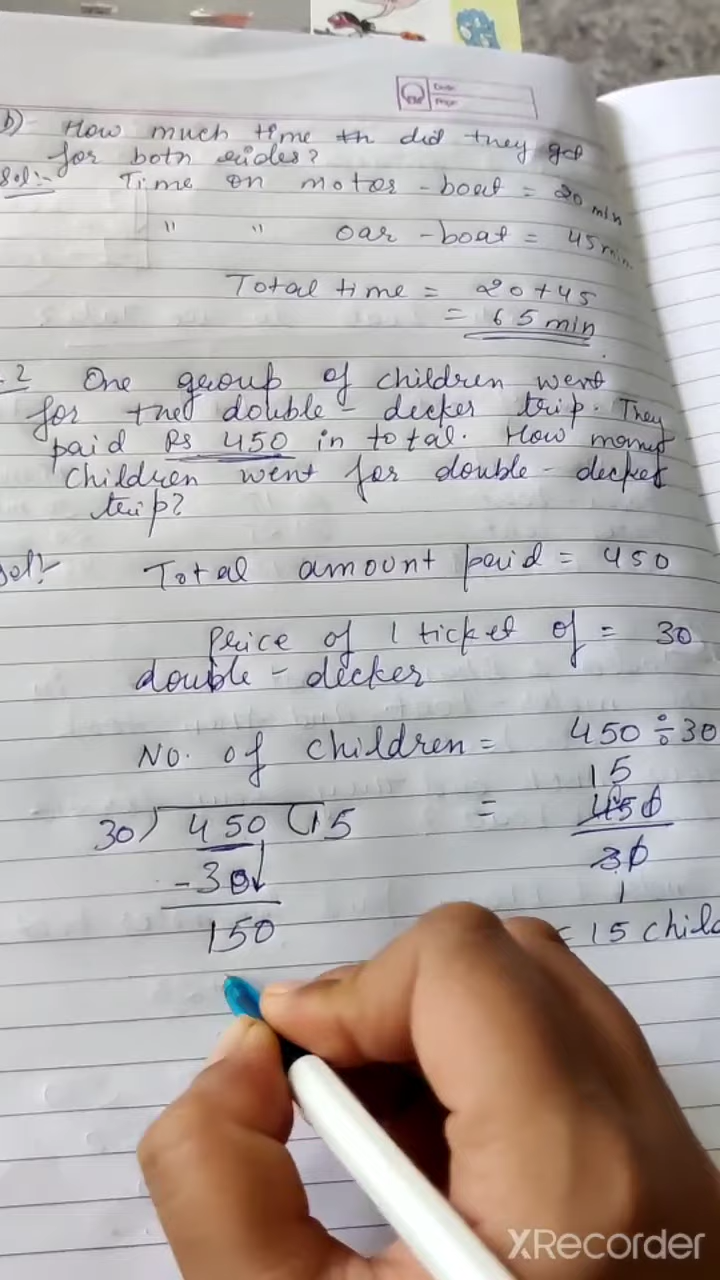 b) How much time th did they get
for both rides?
Sol:- Time on motor-boat = 20 min
" " oar-boat = 45 min
Total time = 20+45
= 65 min
2 One group of children went
for the double-decker trip. They
paid Rs 450 in total. How many
children went for double-decker
trip?
Sol:- Total amount paid = 450
Price of 1 ticket of = 30
double-decker
No. of children = 450 ÷ 30
15
30) 450 (15 = 450
30
1
-30
150
= 15 child
XRecorder